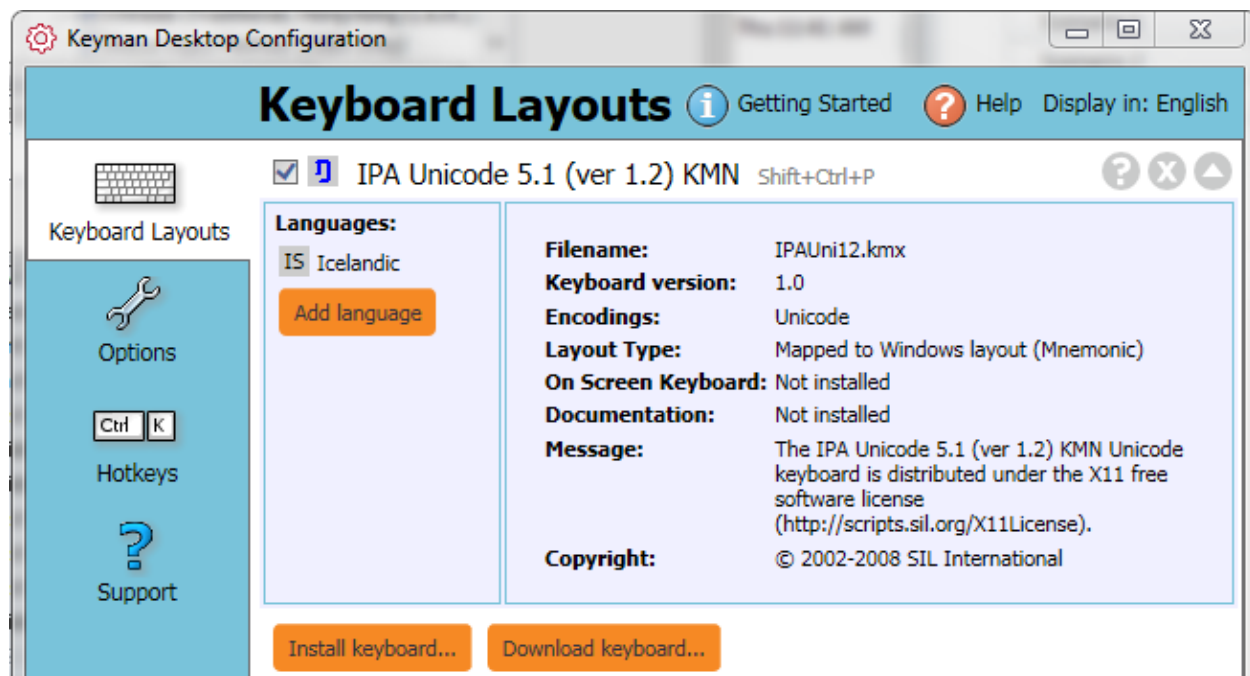 Keyman Desktop Configuration
Keyboard Layouts
Getting Started
Help
Display in: English
Keyboard Layouts
Options
Ctrl K
Hotkeys
Support
IPA Unicode 5.1 (ver 1.2) KMN Shift+Ctrl+P
Languages:
IS Icelandic
Add language
Filename: IPAUni12.kmx
Keyboard version: 1.0
Encodings: Unicode
Layout Type: Mapped to Windows layout (Mnemonic)
On Screen Keyboard: Not installed
Documentation: Not installed
Message: The IPA Unicode 5.1 (ver 1.2) KMN Unicode
keyboard is distributed under the X11 free
software license
(http://scripts.sil.org/X11License).
Copyright: © 2002-2008 SIL International
Install keyboard...
Download keyboard...